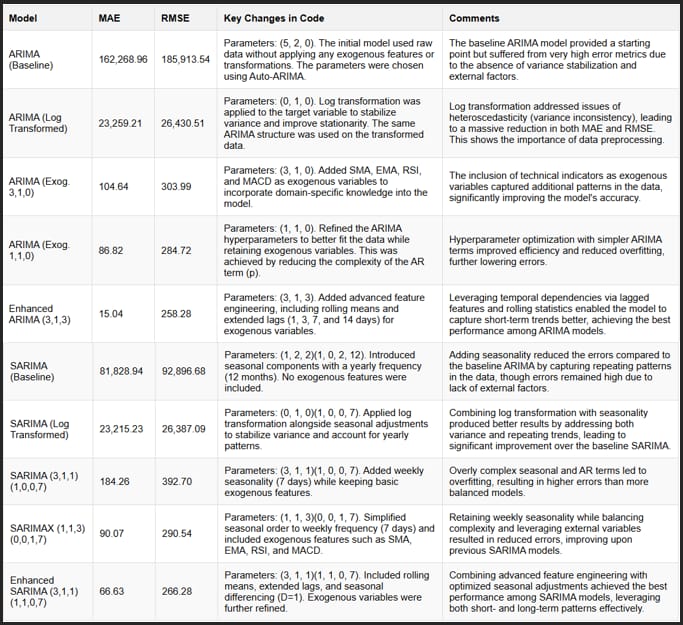 Model MAE RMSE Key Changes in Code Comments
ARIMA
(Baseline)
162,268.96
185,913.54
Parameters: (5, 2, 0). The initial model used raw
data without applying any exogenous features or
transformations. The parameters were chosen
using Auto-ARIMA.
The baseline ARIMA model provided a starting
point but suffered from very high error metrics due
to the absence of variance stabilization and
external factors.
ARIMA (Log
Transformed)
23,259.21
26,430.51
Parameters: (0, 1, 0). Log transformation was
applied to the target variable to stabilize
variance and improve stationarity. The same
ARIMA structure was used on the transformed
data.
Log transformation addressed issues of
heteroscedasticity (variance inconsistency), leading
to a massive reduction in both MAE and RMSE.
This shows the importance of data preprocessing.
ARIMA (Exog.
3,1,0)
104.64
303.99
Parameters: (3, 1, 0). Added SMA, EMA, RSI,
and MACD as exogenous variables to
incorporate domain-specific knowledge into the
model.
The inclusion of technical indicators as exogenous
variables captured additional patterns in the data,
significantly improving the model's accuracy.
ARIMA (Exog.
1,1,0)
86.82
284.72
Parameters: (1, 1, 0). Refined the ARIMA
hyperparameters to better fit the data while
retaining exogenous variables. This was
achieved by reducing the complexity of the AR
term (p).
Hyperparameter optimization with simpler ARIMA
terms improved efficiency and reduced overfitting,
further lowering errors.
Enhanced
ARIMA (3,1,3)
15.04
258.28
Parameters: (3, 1, 3). Added advanced feature
engineering, including rolling means and
extended lags (1, 3, 7, and 14 days) for
exogenous variables.
Leveraging temporal dependencies via lagged
features and rolling statistics enabled the model to
capture short-term trends better, achieving the best
performance among ARIMA models.
SARIMA
(Baseline)
81,828.94
92,896.68
Parameters: (1, 2, 2)(1, 0, 2, 12). Introduced
seasonal components with a yearly frequency
(12 months). No exogenous features were
included.
Adding seasonality reduced the errors compared to
the baseline ARIMA by capturing repeating patterns
in the data, though errors remained high due to
lack of external factors.
SARIMA (Log
Transformed)
23,215.23
26,387.09
Parameters: (0, 1, 0)(1, 0, 0, 7). Applied log
transformation alongside seasonal adjustments
to stabilize variance and account for yearly
patterns.
Combining log transformation with seasonality
produced better results by addressing both
variance and repeating trends, leading to
significant improvement over the baseline SARIMA.
SARIMA (3,1,1)
(1,0,0,7)
184.26
392.70
Parameters: (3, 1, 1)(1, 0, 0, 7). Added weekly
seasonality (7 days) while keeping basic
exogenous features.
Overly complex seasonal and AR terms led to
overfitting, resulting in higher errors than more
balanced models.
SARIMAX (1,1,3)
(0,0,1,7)
90.07
290.54
Parameters: (1, 1, 3)(0, 0, 1, 7). Simplified
seasonal order to weekly frequency (7 days) and
included exogenous features such as SMA,
EMA, RSI, and MACD.
Retaining weekly seasonality while balancing
complexity and leveraging external variables
resulted in reduced errors, improving upon
previous SARIMA models.
Enhanced
SARIMA (3,1,1)
(1,1,0,7)
66.63
266.28
Parameters: (3, 1, 1)(1, 1, 0, 7). Included rolling
means, extended lags, and seasonal
differencing (D=1). Exogenous variables were
further refined.
Combining advanced feature engineering with
optimized seasonal adjustments achieved the best
performance among SARIMA models, leveraging
both short- and long-term patterns effectively.